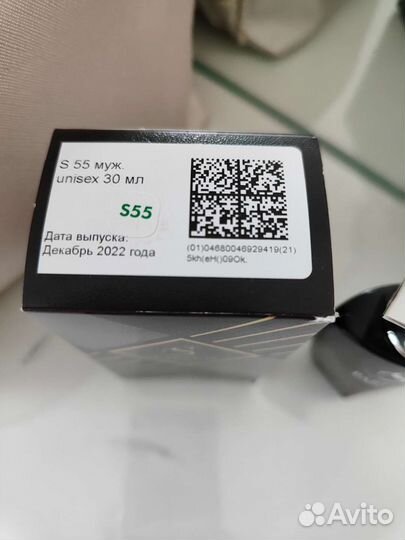 S 55 муж.
unisex 30 мл
S55
Дата выпуска:
Декабрь 2022 года
(01)04680046929419(21)
5kh(eH()09Ok.
Avito